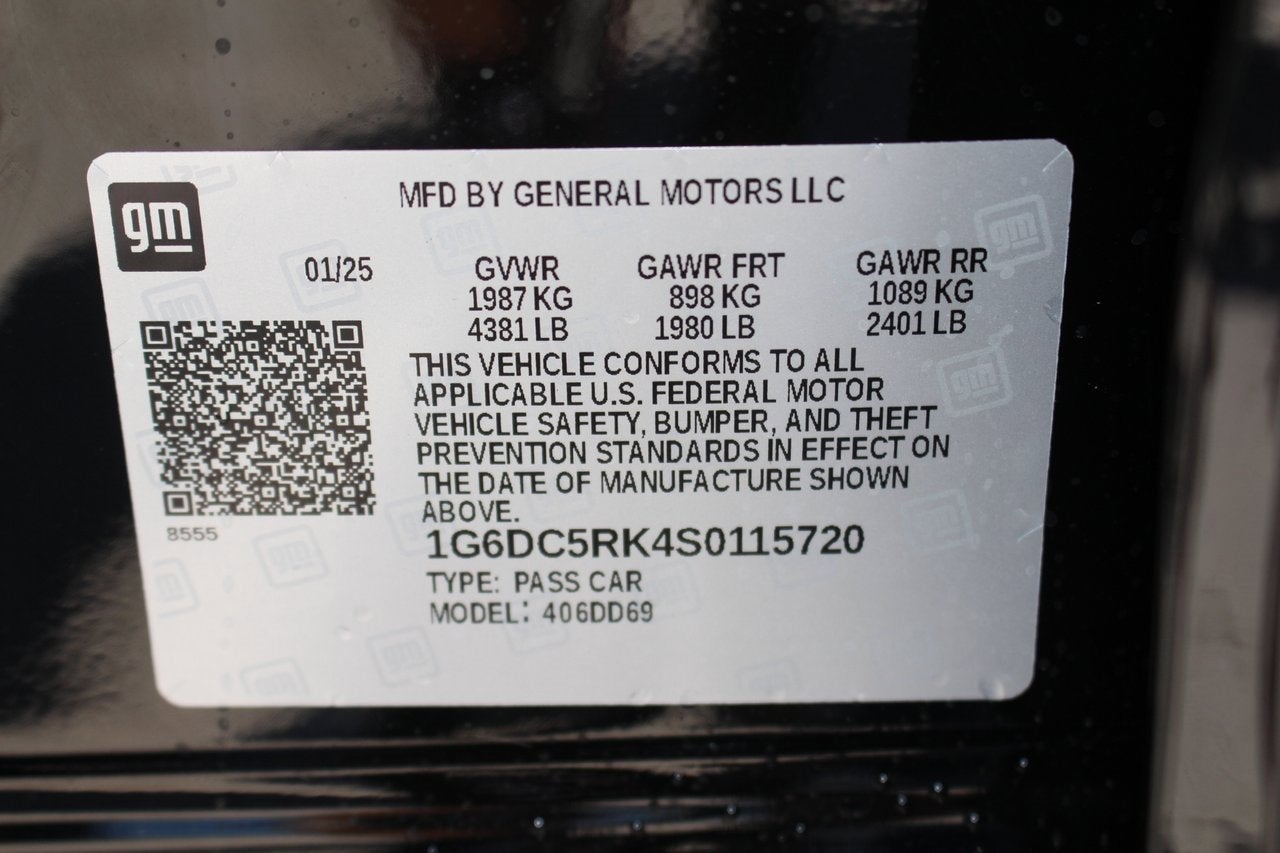 gm
MFD BY GENERAL MOTORS LLC
01/25 GVWR GAWR FRT GAWR RR
1987 KG 898 KG 1089 KG
4381 LB 1980 LB 2401 LB
THIS VEHICLE CONFORMS TO ALL
APPLICABLE U.S. FEDERAL MOTOR
VEHICLE SAFETY, BUMPER, AND THEFT
PREVENTION STANDARDS IN EFFECT ON
THE DATE OF MANUFACTURE SHOWN
ABOVE.
8555
1G6DC5RK4S0115720
TYPE: PASS CAR
MODEL: 406DD69